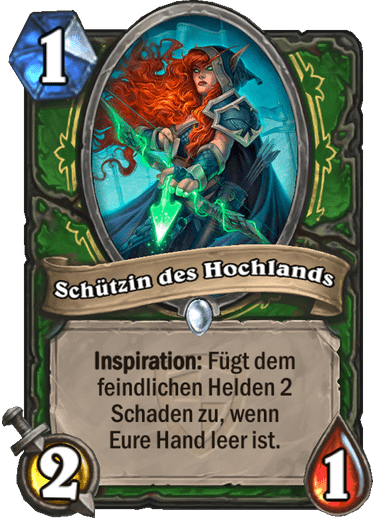 1
Schützin des Hochlands
Inspiration: Fügt dem
feindlichen Helden 2
Schaden zu, wenn
Eure Hand leer ist.
2
1